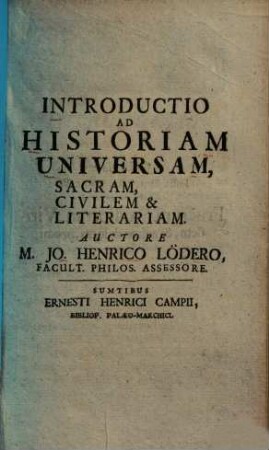 INTRODUCTIO
AD
HISTORIAM
UNIVERSAM,
SACRAM,
CIVILEM &
LITERARIAM.
AUCTORE
M. JO. HENRICO LÖDERO,
FACULT. PHILOS. ASSESSORE.
SUMTIBUS
ERNESTI HENRICI CAMPII,
BIBLIOP. PALÆO-MARCHICI.